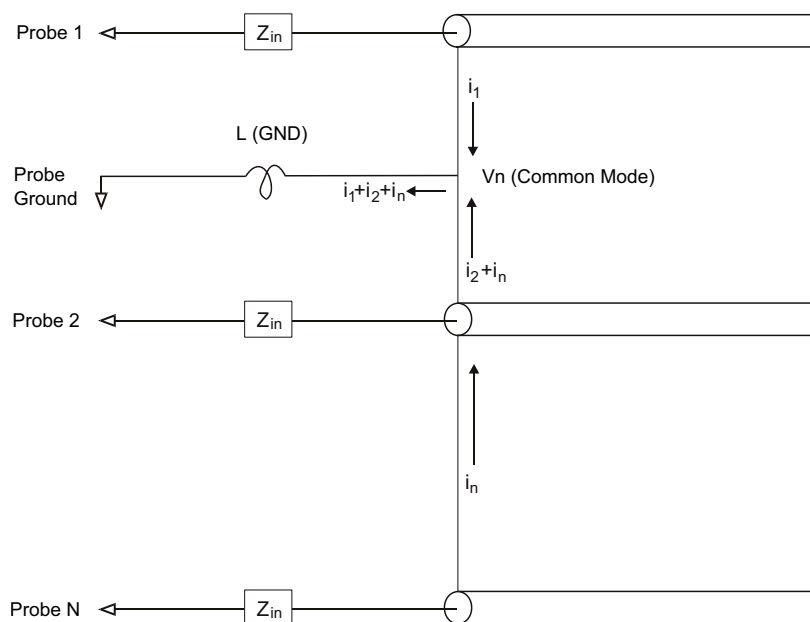 Probe 1
Zin
i1
L (GND)
Probe
Ground
i1+i2+in
Vn (Common Mode)
i2+in
Probe 2
Zin
in
Probe N
Zin